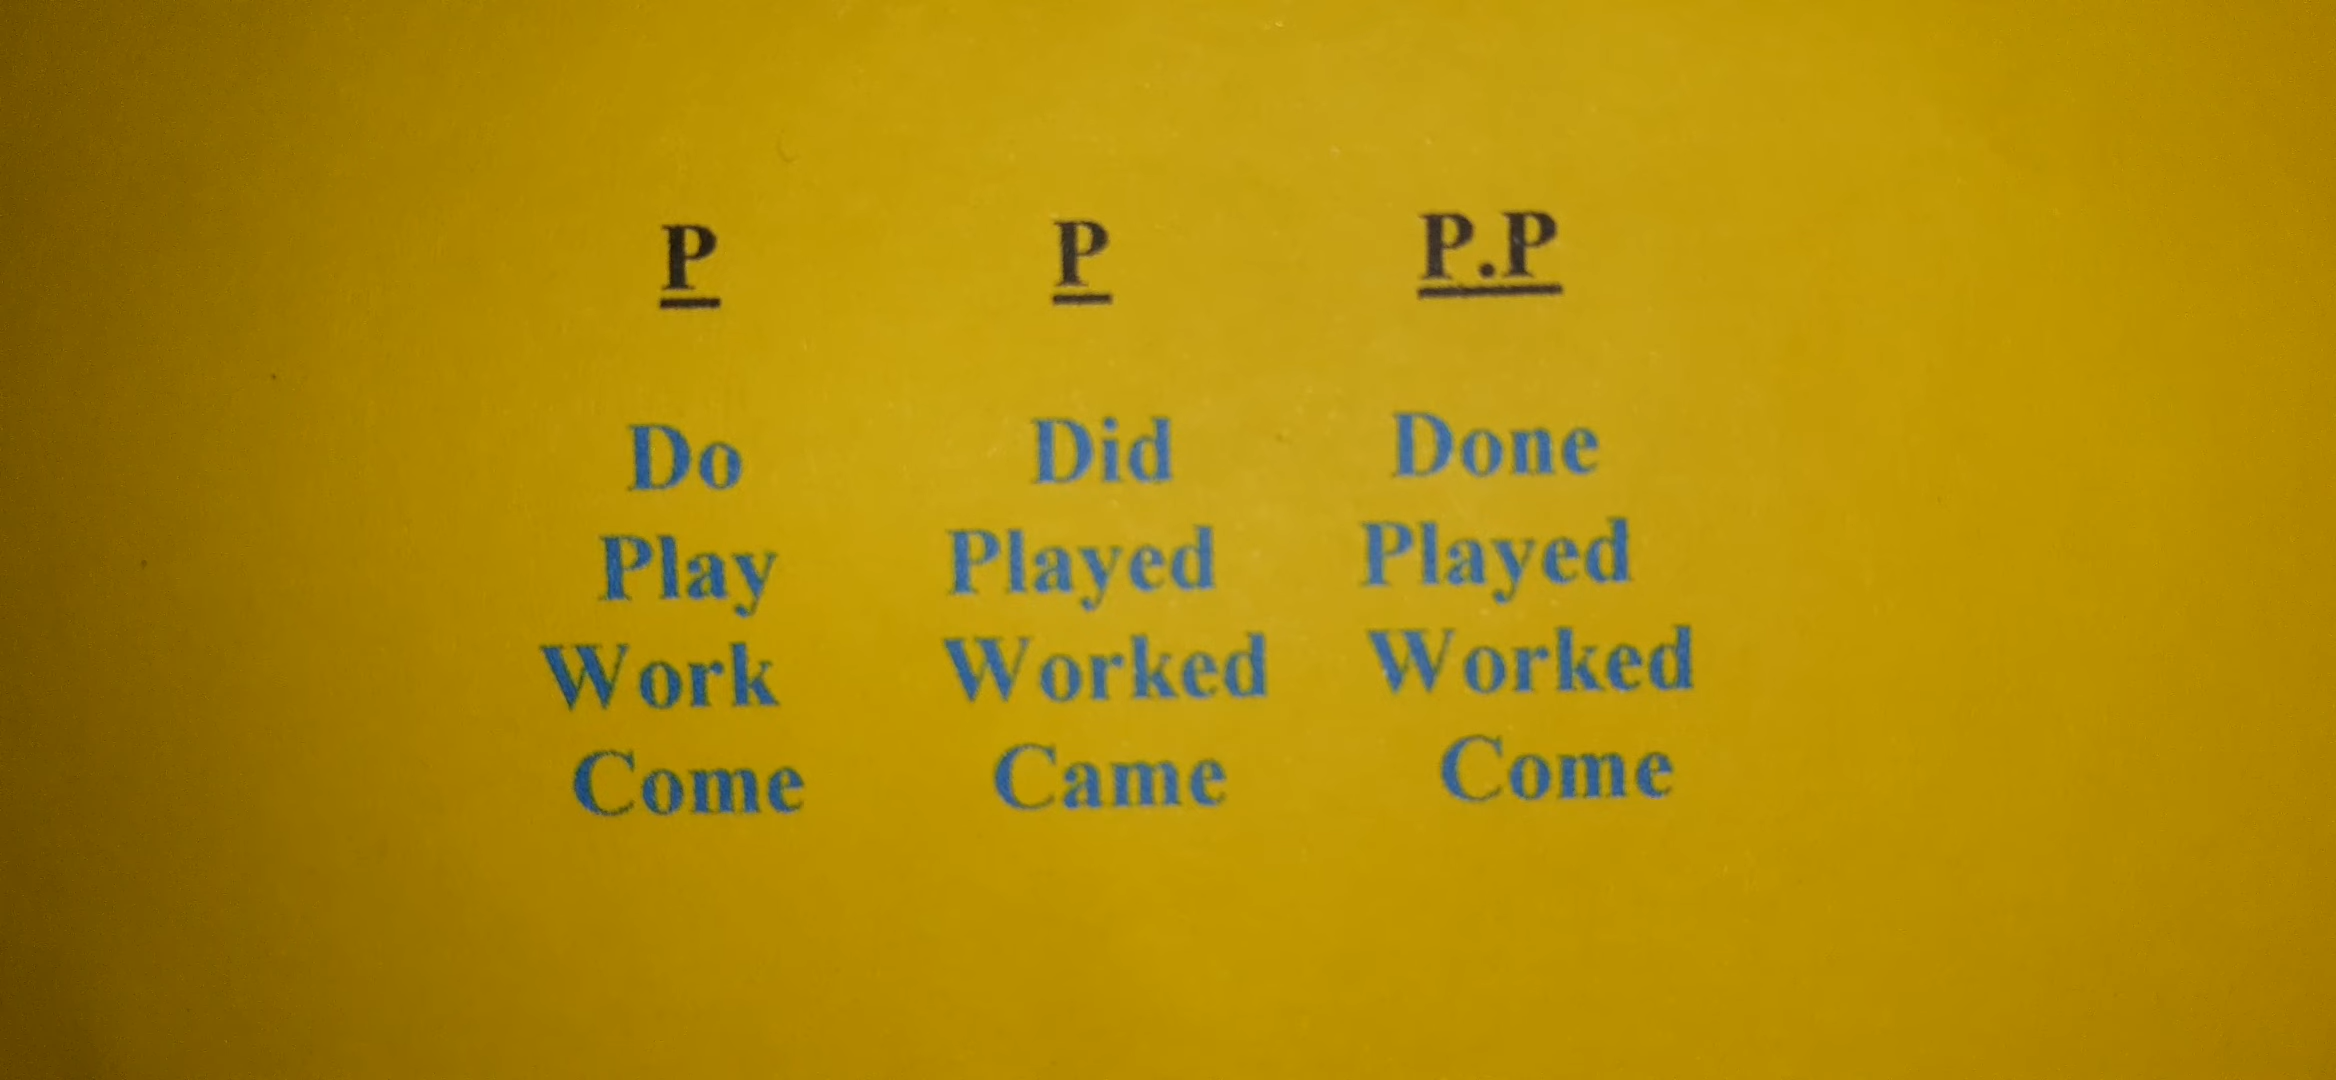 P P P.P
Do Did Done
Play Played Played
Work Worked Worked
Come Came Come